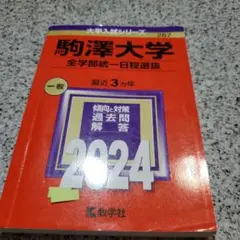 大学入試シリーズ
267
駒澤大学
全学部統一日程選抜
一般
最近3カ年
傾向と対策
過去問
解答
2024
教学社